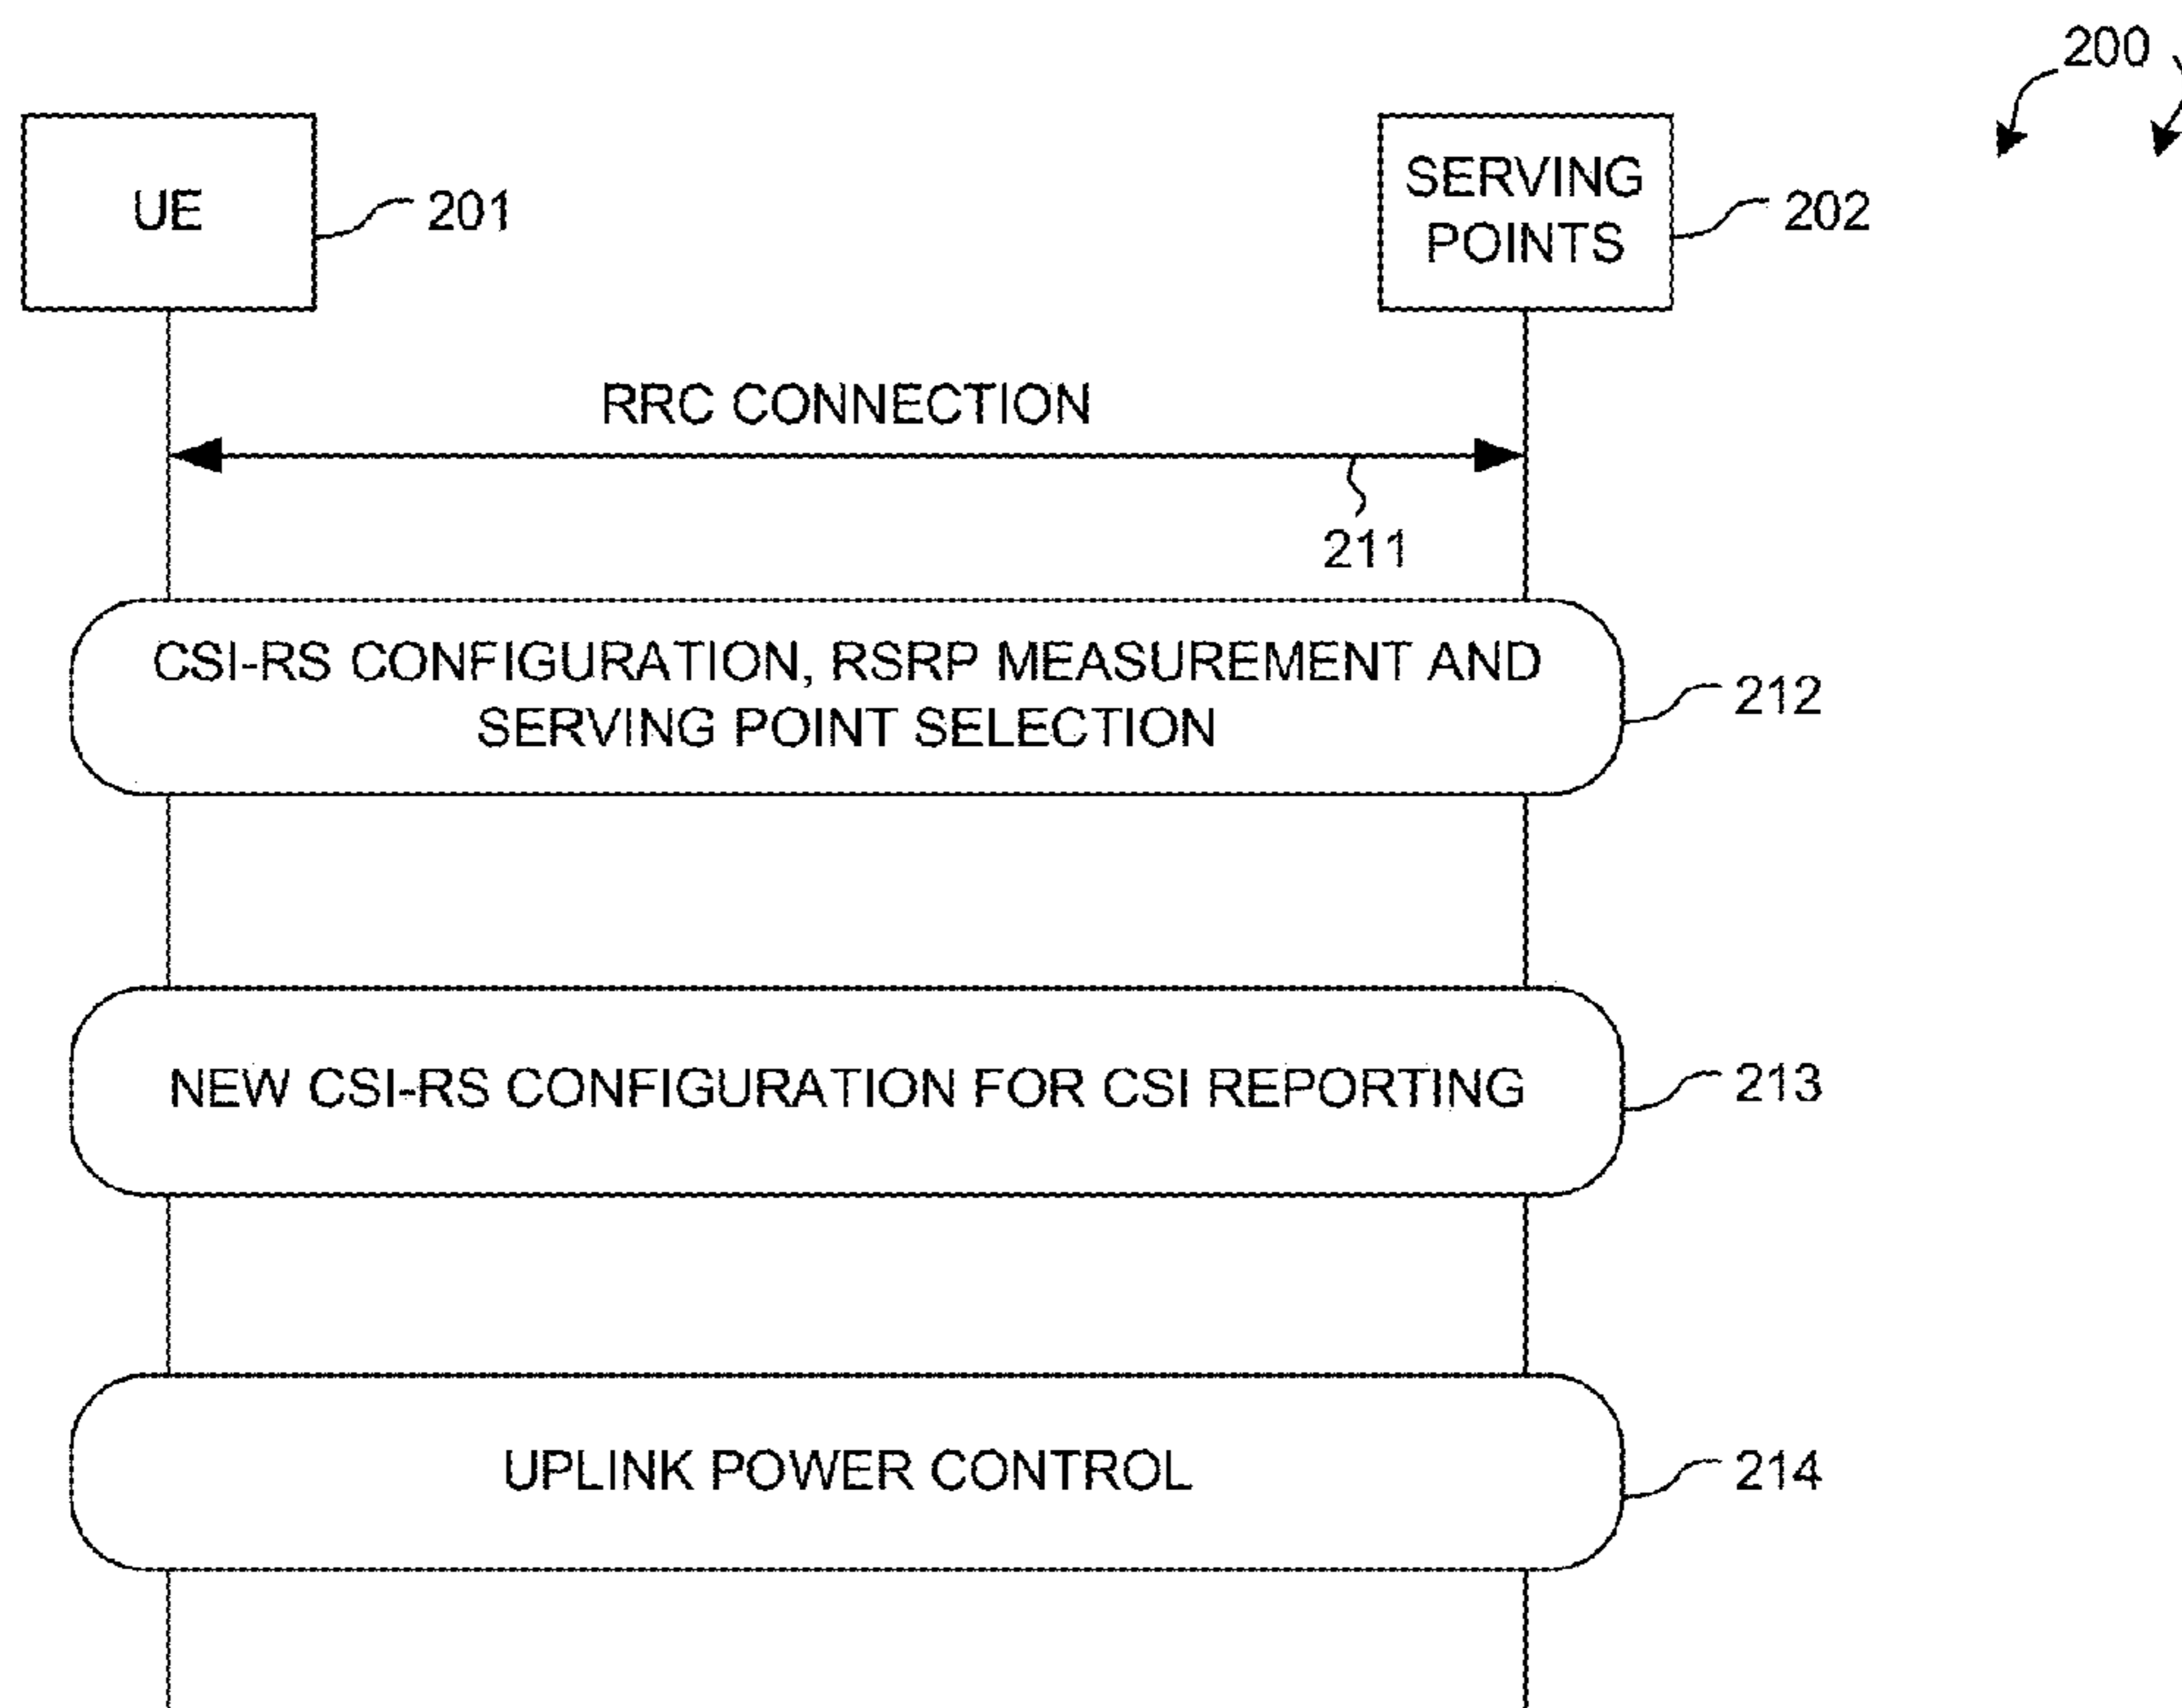 200
UE
201
SERVING
POINTS
202
RRC CONNECTION
211
CSI-RS CONFIGURATION, RSRP MEASUREMENT AND
SERVING POINT SELECTION
212
NEW CSI-RS CONFIGURATION FOR CSI REPORTING
213
UPLINK POWER CONTROL
214